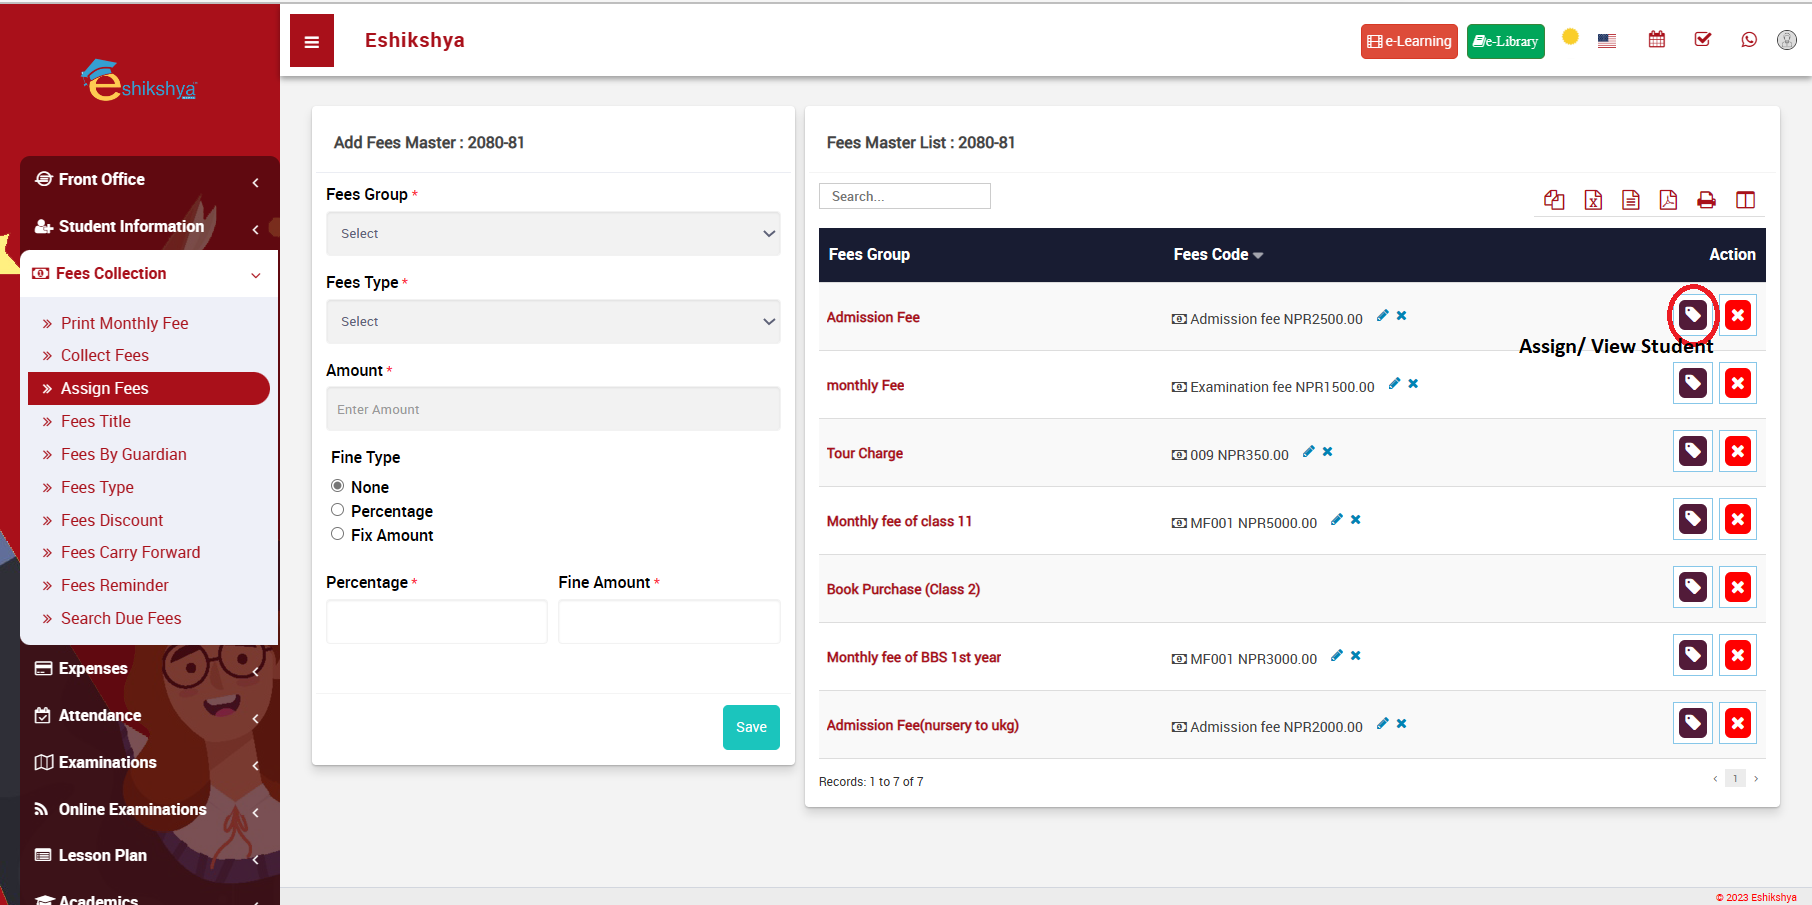 eshikshya
Front Office
Student Information
Fees Collection
Print Monthly Fee
Collect Fees
Assign Fees
Fees Title
Fees By Guardian
Fees Type
Fees Discount
Fees Carry Forward
Fees Reminder
Search Due Fees
Expenses
Attendance
Examinations
Online Examinations
Lesson Plan
Academics
Eshikshya
e-Learning
e-Library
Add Fees Master : 2080-81
Fees Group *
Select
Fees Type *
Select
Amount *
Enter Amount
Fine Type
None
Percentage
Fix Amount
Percentage * Fine Amount *
Save
Fees Master List : 2080-81
Search...
Fees Group Fees Code Action
Admission Fee Admission fee NPR2500.00
Assign/ View Student
monthly Fee Examination fee NPR1500.00
Tour Charge 009 NPR350.00
Monthly fee of class 11 MF001 NPR5000.00
Book Purchase (Class 2)
Monthly fee of BBS 1st year MF001 NPR3000.00
Admission Fee(nursery to ukg) Admission fee NPR2000.00
Records: 1 to 7 of 7
1
© 2023 Eshikshya